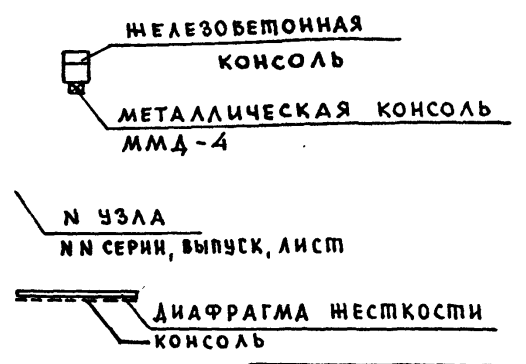 ЖЕЛЕЗОБЕТОННАЯ
КОНСОЛЬ
МЕТАЛЛИЧЕСКАЯ КОНСОЛЬ
ММД-4
N УЗЛА
NN СЕРИИ, ВЫПУСК, ЛИСТ
ДИАФРАГМА ЖЕСТКОСТИ
КОНСОЛЬ